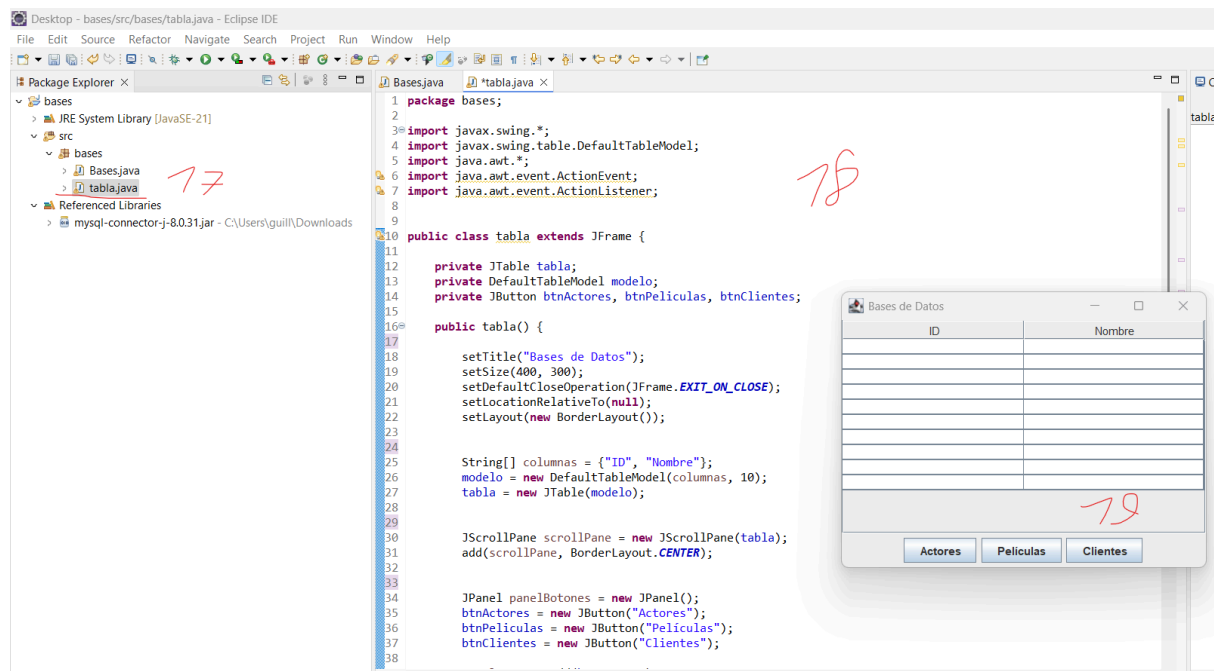 Desktop - bases/src/bases/tabla.java - Eclipse IDE
File Edit Source Refactor Navigate Search Project Run Window Help
Package Explorer
bases
JRE System Library [JavaSE-21]
src
bases
Bases.java
tabla.java
17
Referenced Libraries
mysql-connector-j-8.0.31.jar - C:\Users\guill\Downloads
Bases.java *tabla.java
1 package bases;
2
3 import javax.swing.*;
4 import javax.swing.table.DefaultTableModel;
5 import java.awt.*;
6 import java.awt.event.ActionEvent;
7 import java.awt.event.ActionListener;
8
9
10 public class tabla extends JFrame {
11
12 private JTable tabla;
13 private DefaultTableModel modelo;
14 private JButton btnActores, btnPeliculas, btnClientes;
15
16 public tabla() {
17
18 setTitle("Bases de Datos");
19 setSize(400, 300);
20 setDefaultCloseOperation(JFrame.EXIT_ON_CLOSE);
21 setLocationRelativeTo(null);
22 setLayout(new BorderLayout());
23
24
25 String[] columnas = {"ID", "Nombre"};
26 modelo = new DefaultTableModel(columnas, 10);
27 tabla = new JTable(modelo);
28
29
30 JScrollPane scrollPane = new JScrollPane(tabla);
31 add(scrollPane, BorderLayout.CENTER);
32
33
34 JPanel panelBotones = new JPanel();
35 btnActores = new JButton("Actores");
36 btnPeliculas = new JButton("Películas");
37 btnClientes = new JButton("Clientes");
38
18
Bases de Datos
ID Nombre
19
Actores Películas Clientes
tabla